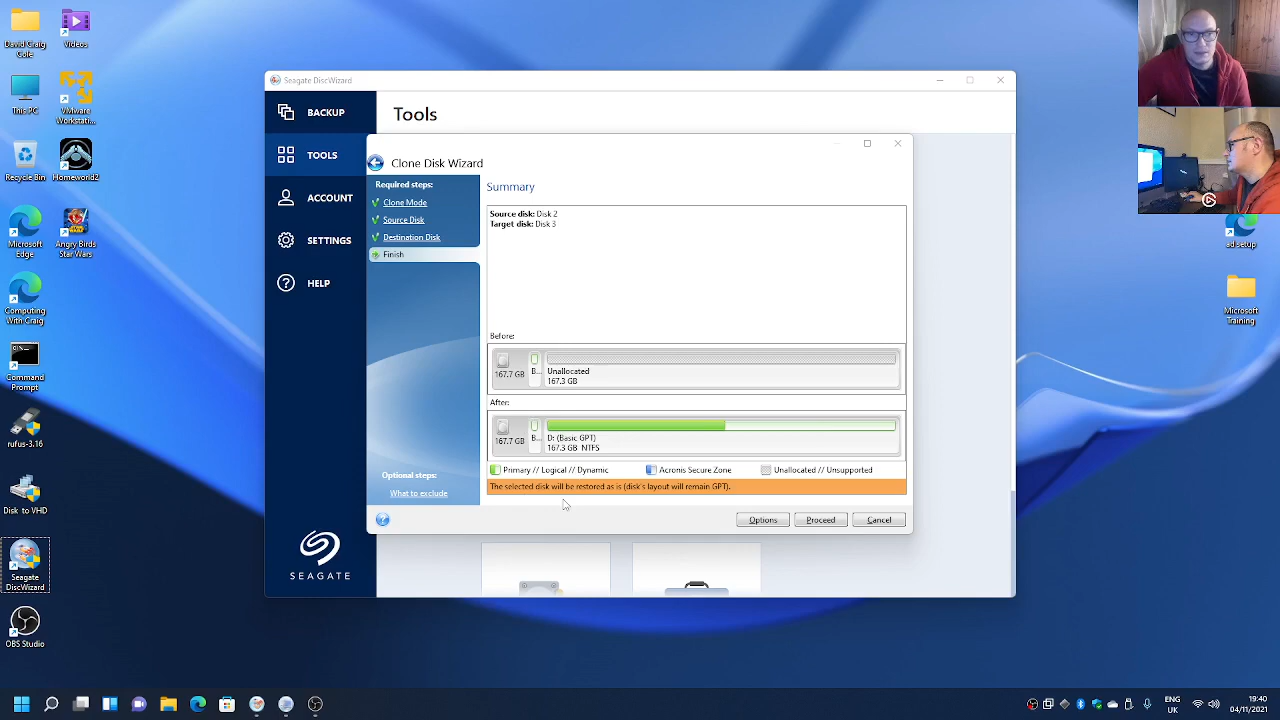 David Craig
Gole
Videos
This PC
VMware
Workstati...
Recycle Bin
Homeworld2
Microsoft
Edge
Angry Birds
Star Wars
Computing
With Craig
Command
Prompt
rufus-3.16
Disk to HD
Seagate
DiscWizard
OBS Studio
ad setup
Microsoft
Training
Seagate DiscWizard
BACKUP
TOOLS
ACCOUNT
SETTINGS
HELP
SEAGATE
Tools
Clone Disk Wizard
Required steps:
Clone Mode
Source Disk
Destination Disk
Finish
Optional steps:
What to exclude
Summary
Source disk: Disk 2
Target disk: Disk 3
Before:
167.7 GB
B...
Unallocated
167.3 GB
After:
167.7 GB
B...
D: (Basic GPT)
167.3 GB NTFS
Primary // Logical // Dynamic
Acronis Secure Zone
Unallocated // Unsupported
The selected disk will be restored as is (disk's layout will remain GPT).
Options
Proceed
Cancel
ENG
UK
19:40
04/11/2021